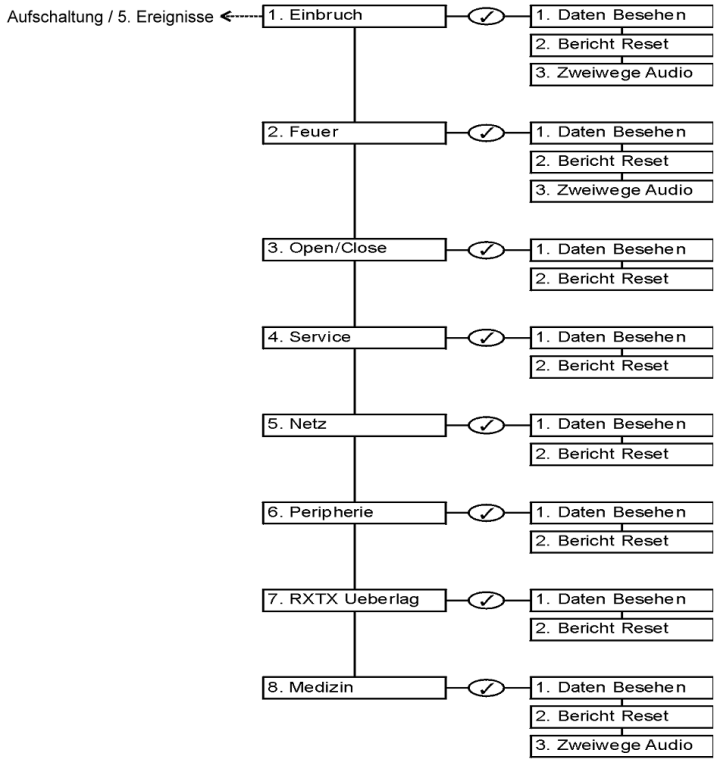 Aufschaltung / 5. Ereignisse
1. Einbruch
1. Daten Besehen
2. Bericht Reset
3. Zweiwege Audio
2. Feuer
1. Daten Besehen
2. Bericht Reset
3. Zweiwege Audio
3. Open/Close
1. Daten Besehen
2. Bericht Reset
4. Service
1. Daten Besehen
2. Bericht Reset
5. Netz
1. Daten Besehen
2. Bericht Reset
6. Peripherie
1. Daten Besehen
2. Bericht Reset
7. RXTX Ueberlag
1. Daten Besehen
2. Bericht Reset
8. Medizin
1. Daten Besehen
2. Bericht Reset
3. Zweiwege Audio